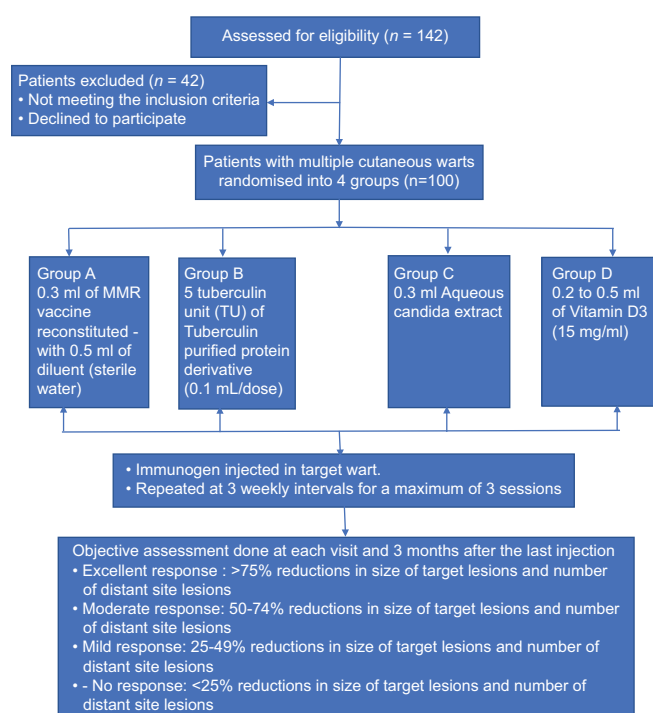 Assessed for eligibility (n = 142)
Patients excluded (n = 42)
• Not meeting the inclusion criteria
• Declined to participate
Patients with multiple cutaneous warts
randomised into 4 groups (n=100)
Group A
0.3 ml of MMR
vaccine
reconstituted -
with 0.5 ml of
diluent (sterile
water)
Group B
5 tuberculin
unit (TU) of
Tuberculin
purified protein
derivative
(0.1 mL/dose)
Group C
0.3 ml Aqueous
candida extract
Group D
0.2 to 0.5 ml
of Vitamin D3
(15 mg/ml)
• Immunogen injected in target wart.
• Repeated at 3 weekly intervals for a maximum of 3 sessions
Objective assessment done at each visit and 3 months after the last injection
• Excellent response : >75% reductions in size of target lesions and number
of distant site lesions
• Moderate response: 50-74% reductions in size of target lesions and number
of distant site lesions
• Mild response: 25-49% reductions in size of target lesions and number of
distant site lesions
• - No response: <25% reductions in size of target lesions and number of
distant site lesions